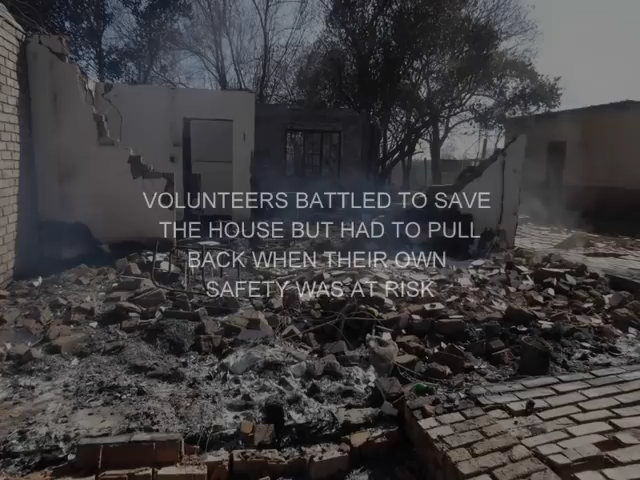 VOLUNTEERS BATTLED TO SAVE
THE HOUSE BUT HAD TO PULL
BACK WHEN THEIR OWN
SAFETY WAS AT RISK